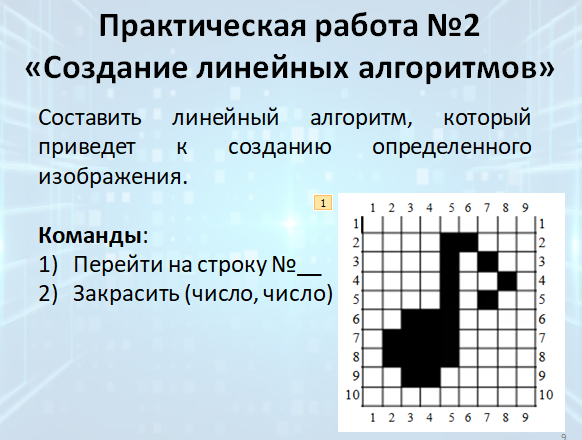 Практическая работа №2
«Создание линейных алгоритмов»
Составить линейный алгоритм, который
приведет к созданию определенного
изображения.
1
Команды:
1) Перейти на строку №__
2) Закрасить (число, число)
1 2 3 4 5 6 7 8 9
1 1
2 2
3 3
4 4
5 5
6 6
7 7
8 8
9 9
10 10
1 2 3 4 5 6 7 8 9
9